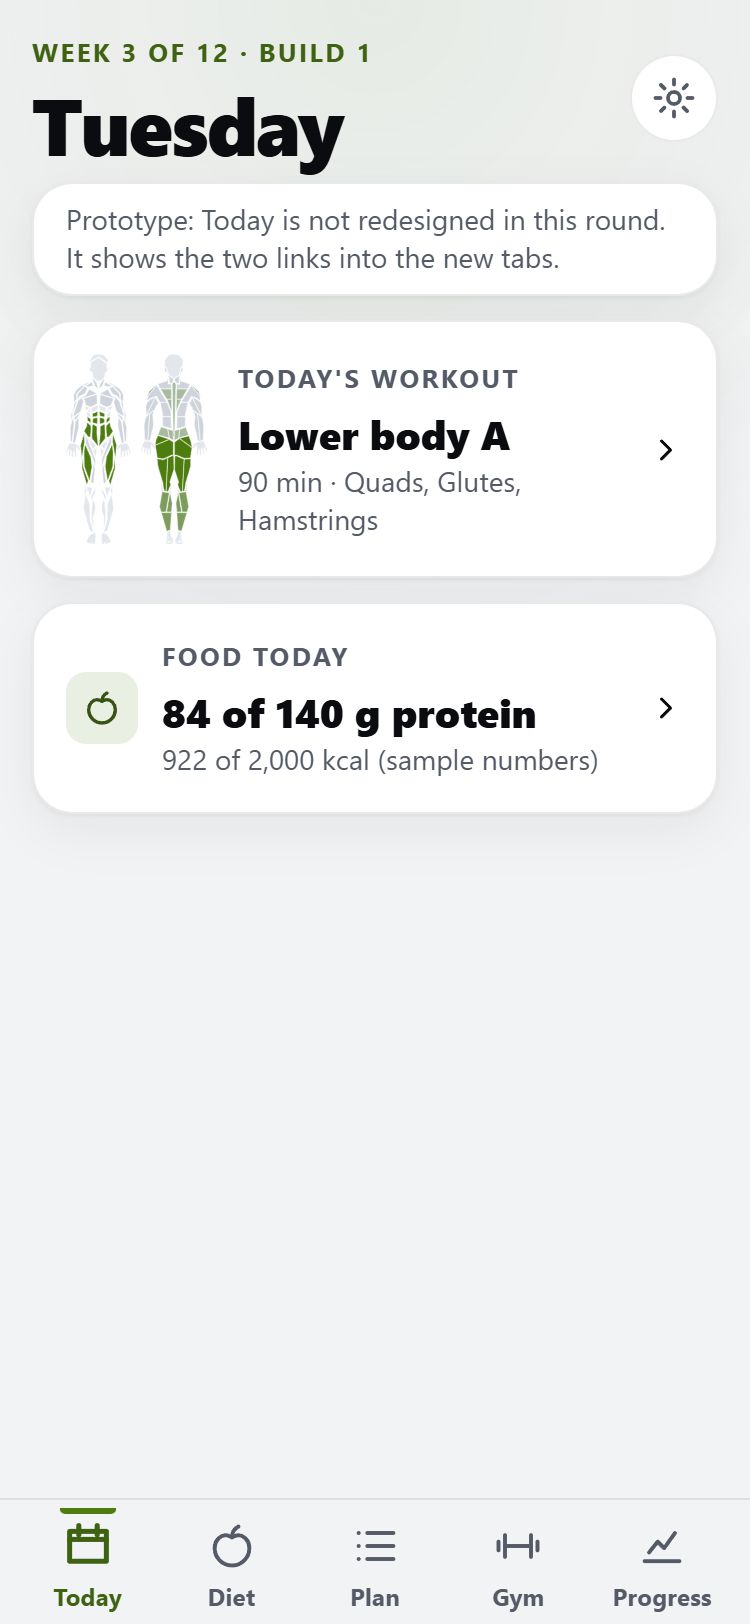 WEEK 3 OF 12 · BUILD 1
Tuesday
Prototype: Today is not redesigned in this round.
It shows the two links into the new tabs.
TODAY'S WORKOUT
Lower body A
90 min · Quads, Glutes,
Hamstrings
FOOD TODAY
84 of 140 g protein
922 of 2,000 kcal (sample numbers)
Today
Diet
Plan
Gym
Progress